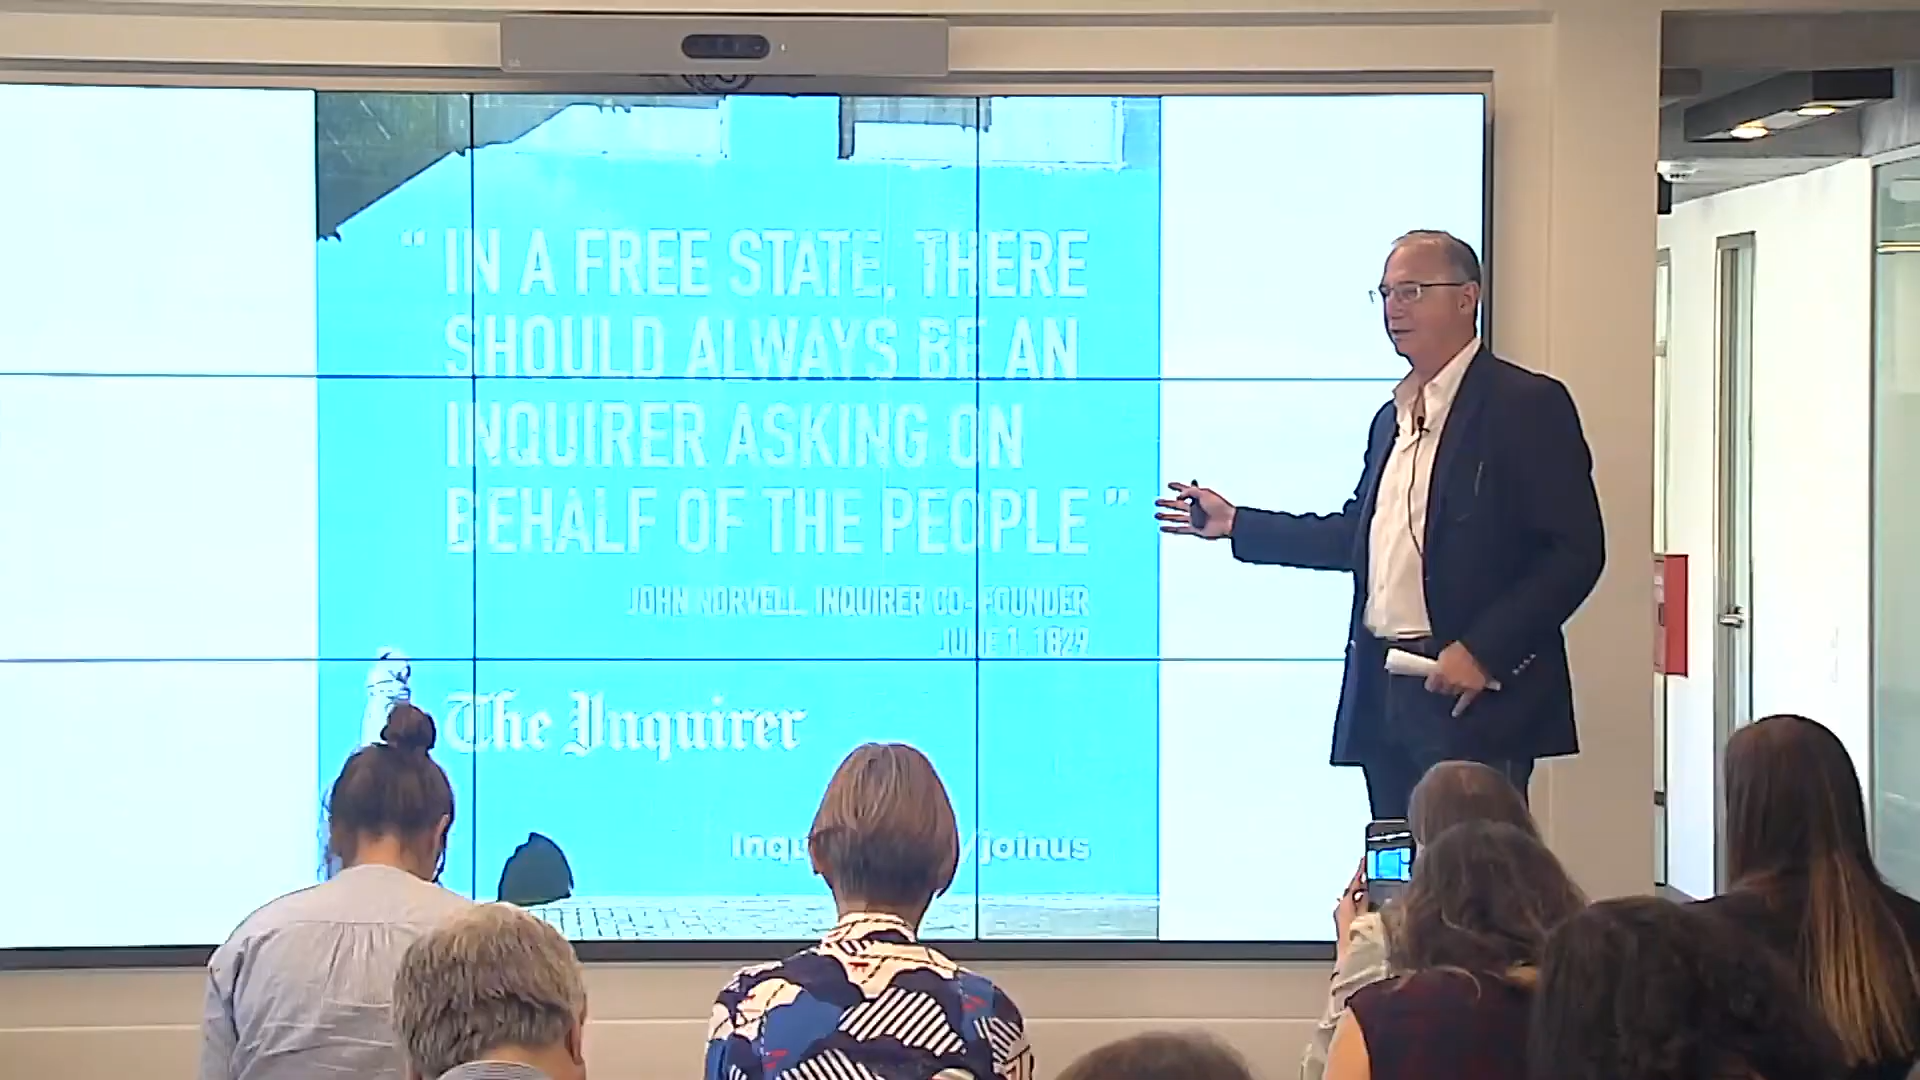 “ IN A FREE STATE, THERE
SHOULD ALWAYS BE AN
INQUIRER ASKING ON
BEHALF OF THE PEOPLE ”
JOHN NORVELL, INQUIRER CO-FOUNDER
JUNE 1, 1829
The Inquirer
/joinus